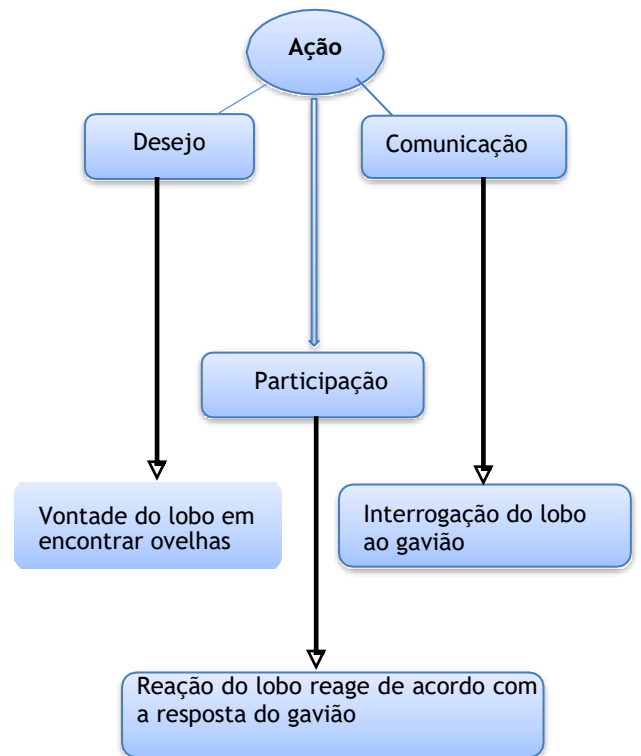 Ação
Desejo
Comunicação
Participação
Vontade do lobo em
encontrar ovelhas
Interrogação do lobo
ao gavião
Reação do lobo reage de acordo com
a resposta do gavião